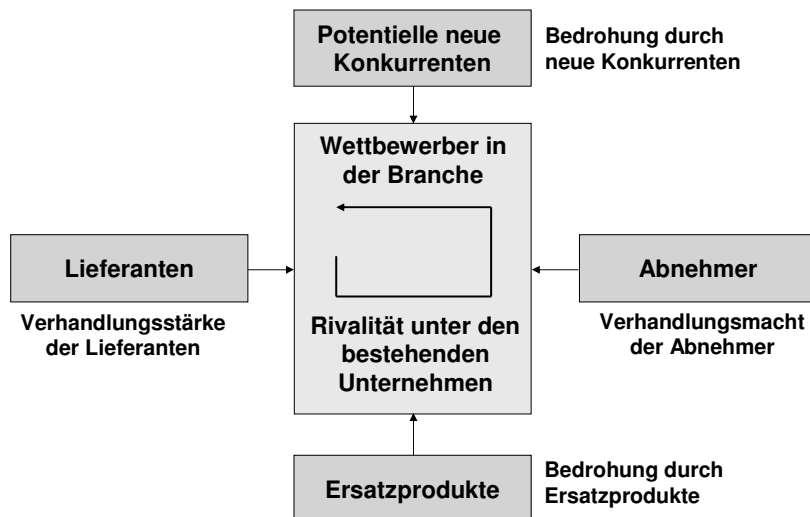 Potentielle neue
Konkurrenten
Bedrohung durch
neue Konkurrenten
Wettbewerber in
der Branche
Lieferanten
Verhandlungsstärke
der Lieferanten
Abnehmer
Verhandlungsmacht
der Abnehmer
Rivalität unter den
bestehenden
Unternehmen
Ersatzprodukte
Bedrohung durch
Ersatzprodukte